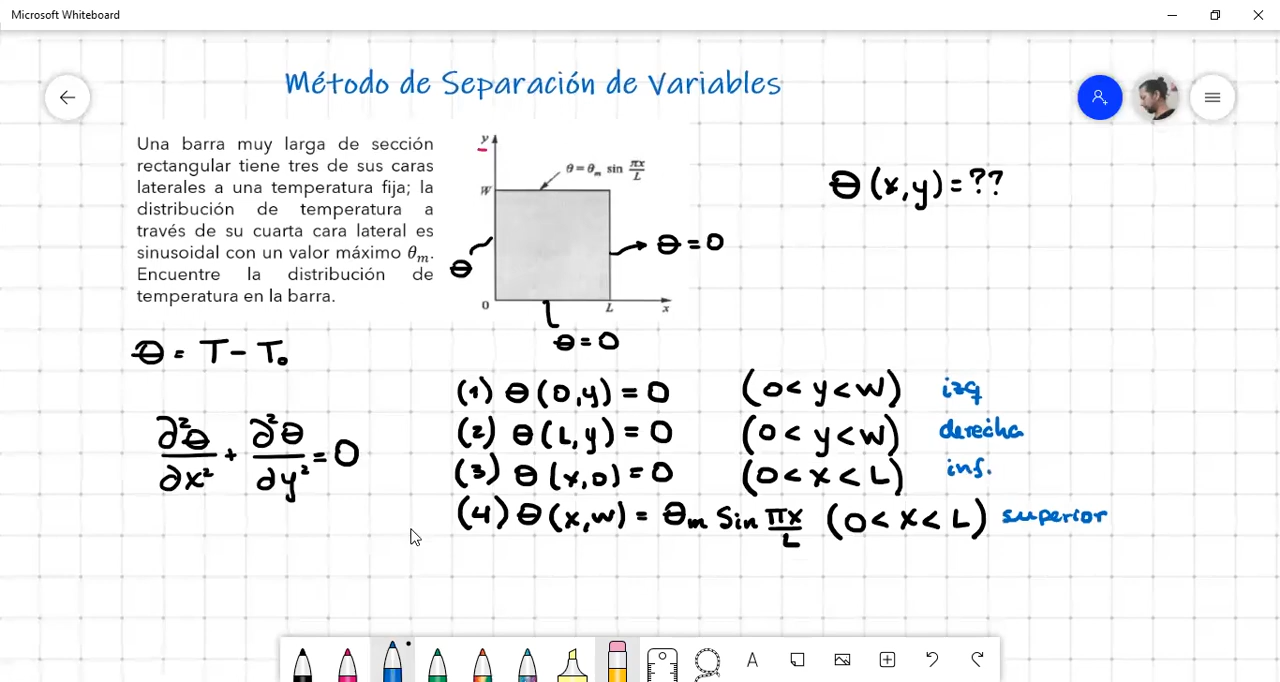 Microsoft Whiteboard
Método de Separación de Variables
Una barra muy larga de sección
rectangular tiene tres de sus caras
laterales a una temperatura fija; la
distribución de temperatura a
través de su cuarta cara lateral es
sinusoidal con un valor máximo θₘ.
Encuentre la distribución de
temperatura en la barra.
y
θ = θₘ sin πx/L
W
θ
θ = 0
0
L
x
θ = 0
θ(x,y) = ??
θ = T - T₀
∂²θ/∂x² + ∂²θ/∂y² = 0
(1) θ(0,y) = 0 (0 < y < W) izq
(2) θ(L,y) = 0 (0 < y < W) derecha
(3) θ(x,0) = 0 (0 < x < L) inf.
(4) θ(x,W) = θₘ Sin πx/L (0 < x < L) superior
A